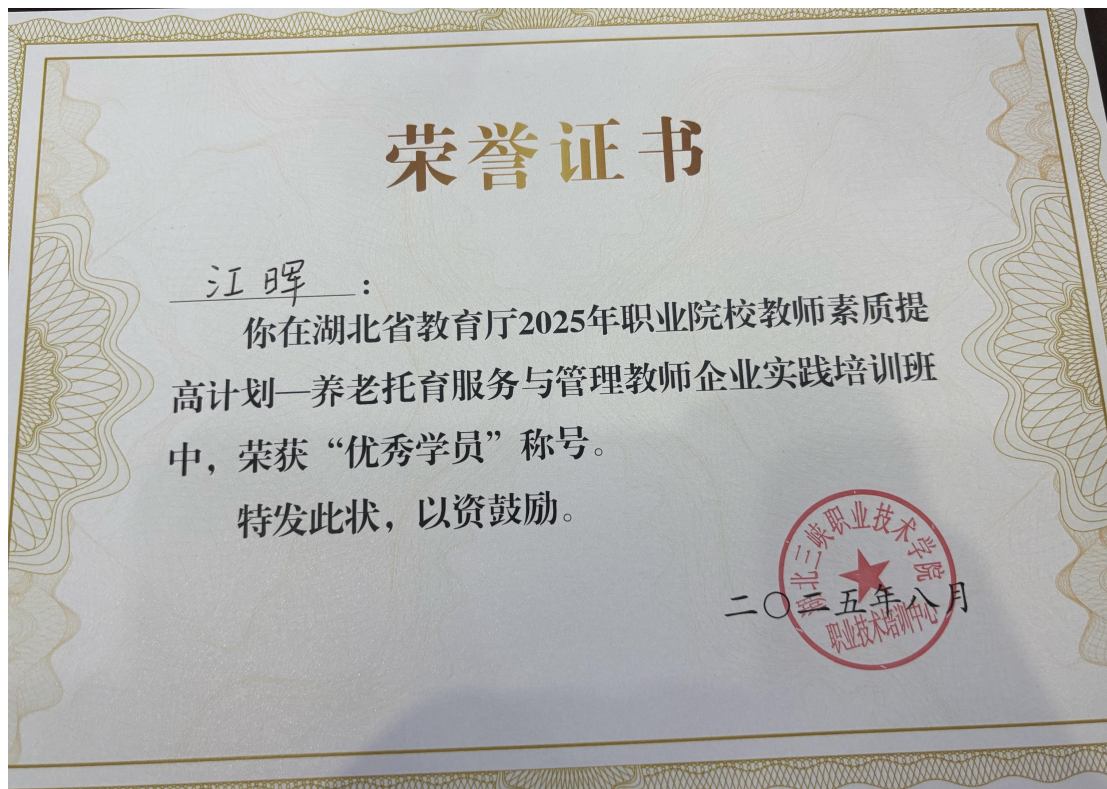 荣誉证书
江晖：
你在湖北省教育厅2025年职业院校教师素质提
高计划—养老托育服务与管理教师企业实践培训班
中，荣获“优秀学员”称号。
特发此状，以资鼓励。
湖北三峡职业技术学院
二〇二五年八月
职业技术培训中心